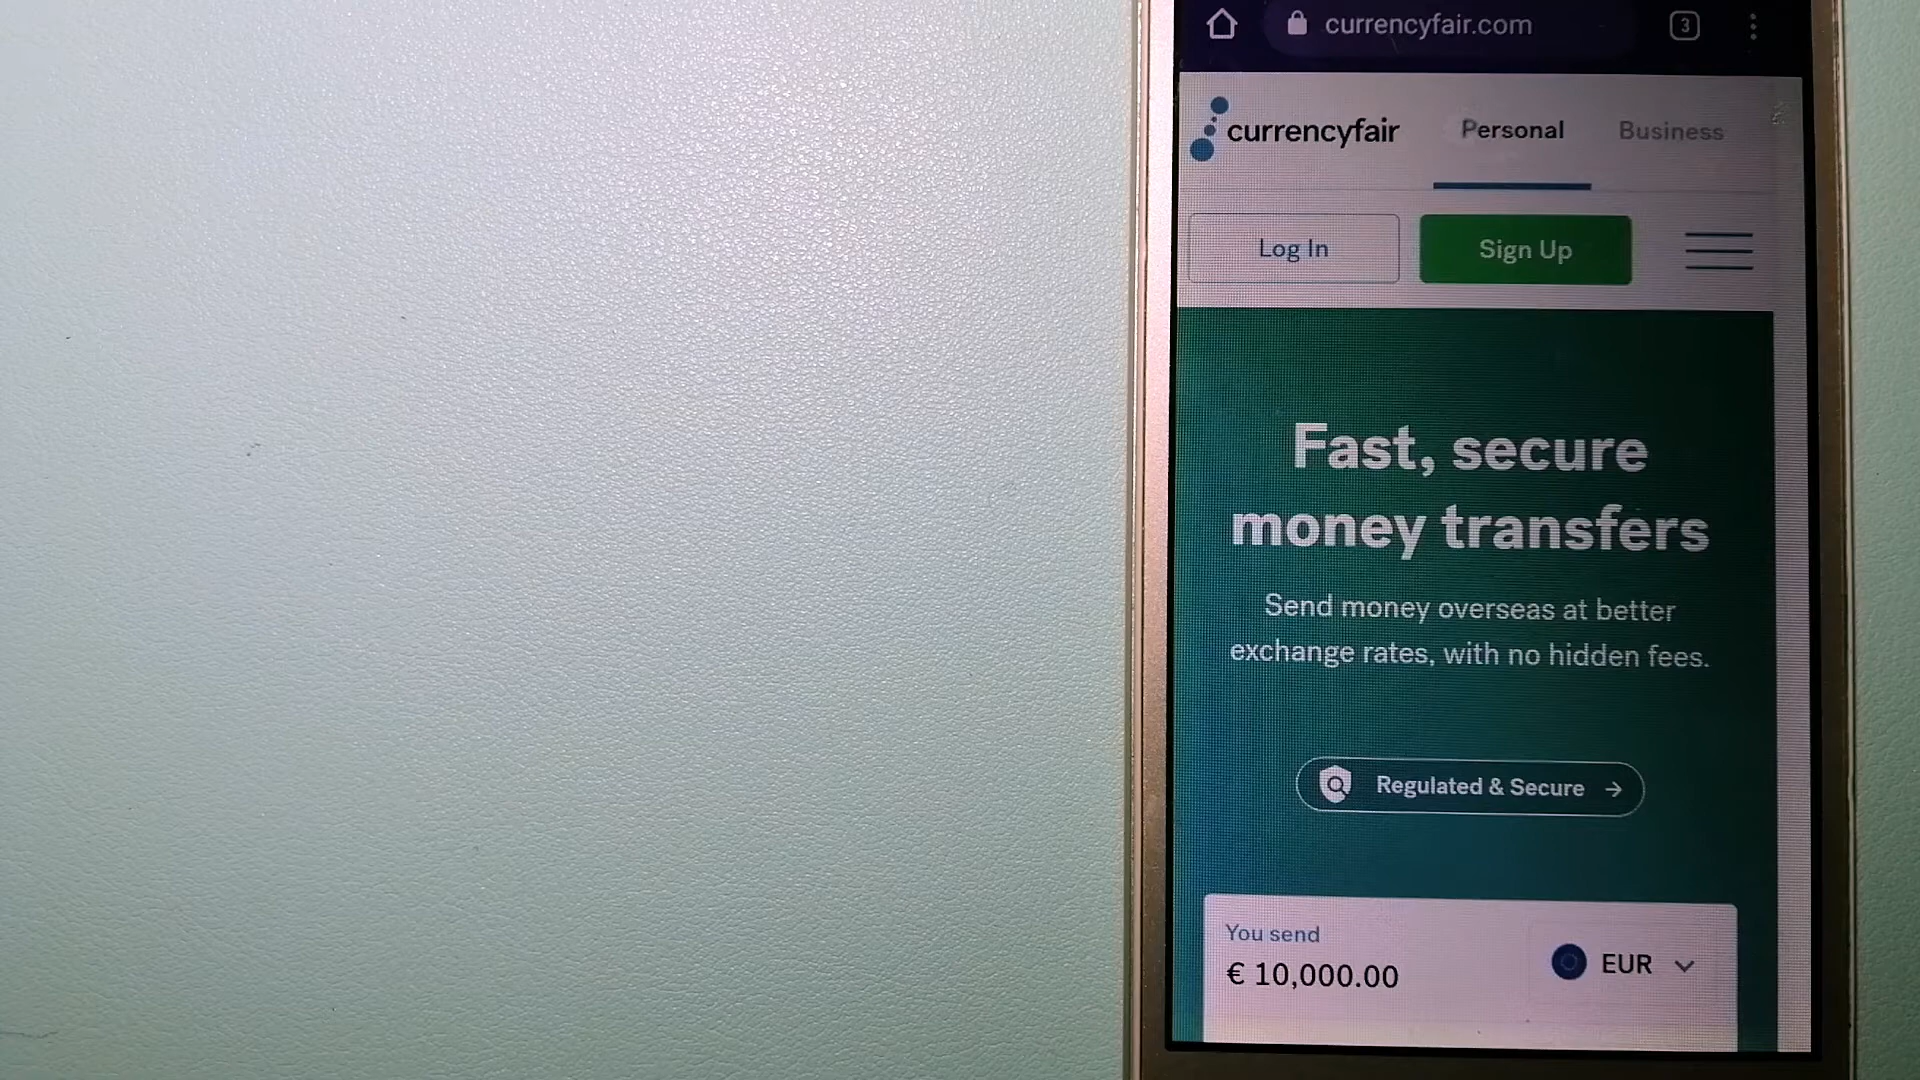 currencyfair.com
3
currencyfair
Personal
Business
Log In
Sign Up
Fast, secure
money transfers
Send money overseas at better
exchange rates, with no hidden fees.
Regulated & Secure →
You send
€ 10,000.00
EUR